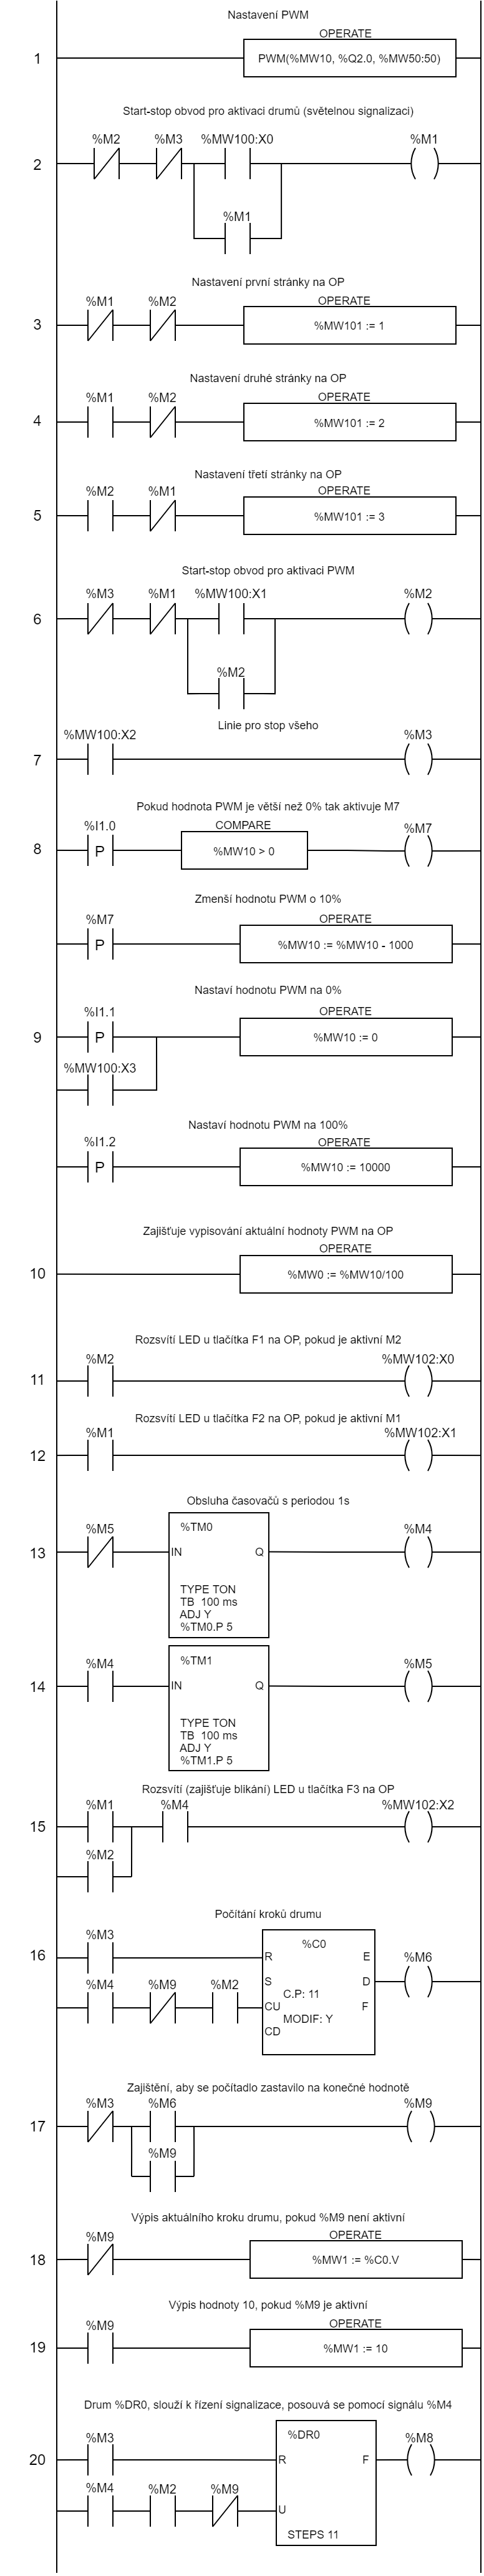 Nastavení PWM
OPERATE
1
PWM(%MW10, %Q2.0, %MW50:50)
Start-stop obvod pro aktivaci drumů (světelnou signalizaci)
%M2 %M3 %MW100:X0 %M1
2
%M1
Nastavení první stránky na OP
%M1 %M2 OPERATE
3
%MW101 := 1
Nastavení druhé stránky na OP
%M1 %M2 OPERATE
4
%MW101 := 2
Nastavení třetí stránky na OP
%M2 %M1 OPERATE
5
%MW101 := 3
Start-stop obvod pro aktivaci PWM
%M3 %M1 %MW100:X1 %M2
6
%M2
Linie pro stop všeho
%MW100:X2 %M3
7
Pokud hodnota PWM je větší než 0% tak aktivuje M7
%I1.0 COMPARE %M7
8 P %MW10 > 0
Zmenší hodnotu PWM o 10%
%M7 OPERATE
P %MW10 := %MW10 - 1000
Nastaví hodnotu PWM na 0%
%I1.1 OPERATE
9 P %MW10 := 0
%MW100:X3
Nastaví hodnotu PWM na 100%
%I1.2 OPERATE
P %MW10 := 10000
Zajišťuje vypisování aktuální hodnoty PWM na OP
OPERATE
10 %MW0 := %MW10/100
Rozsvítí LED u tlačítka F1 na OP, pokud je aktivní M2
%M2 %MW102:X0
11
Rozsvítí LED u tlačítka F2 na OP, pokud je aktivní M1
%M1 %MW102:X1
12
Obsluha časovačů s periodou 1s
%M5 %TM0 %M4
13 IN Q
TYPE TON
TB 100 ms
ADJ Y
%TM0.P 5
%M4 %TM1 %M5
14 IN Q
TYPE TON
TB 100 ms
ADJ Y
%TM1.P 5
Rozsvítí (zajišťuje blikání) LED u tlačítka F3 na OP
%M1 %M4 %MW102:X2
15
%M2
Počítání kroků drumu
%M3 %C0
16 R E %M6
S D
%M4 %M9 %M2 C.P: 11
CU F
MODIF: Y
CD
Zajištění, aby se počítadlo zastavilo na konečné hodnotě
%M3 %M6 %M9
17
%M9
Výpis aktuálního kroku drumu, pokud %M9 není aktivní
%M9 OPERATE
18 %MW1 := %C0.V
Výpis hodnoty 10, pokud %M9 je aktivní
%M9 OPERATE
19 %MW1 := 10
Drum %DR0, slouží k řízení signalizace, posouvá se pomocí signálu %M4
%M3 %DR0 %M8
20 R F
%M4 %M2 %M9
U
STEPS 11